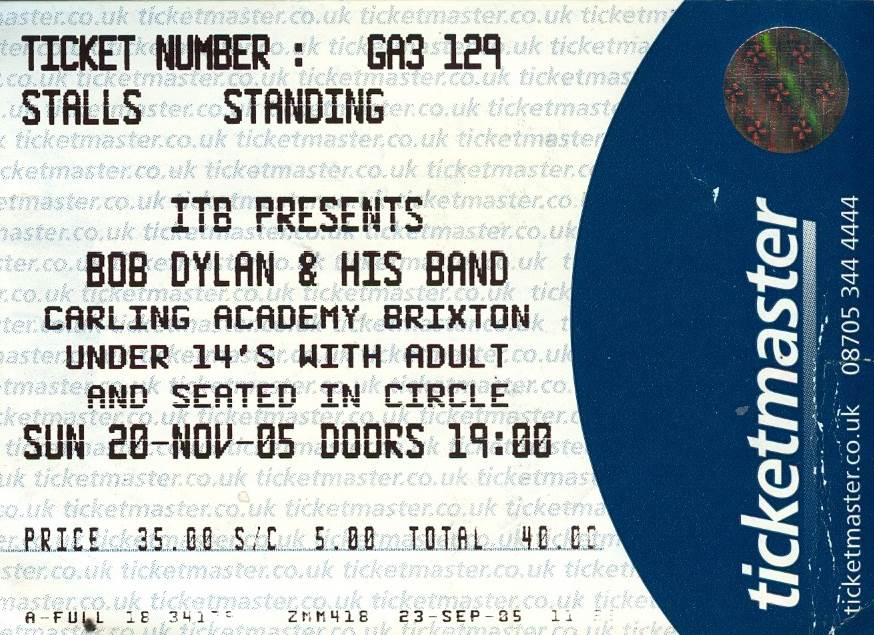 TICKET NUMBER : GA3 129
STALLS STANDING
ITB PRESENTS
BOB DYLAN & HIS BAND
CARLING ACADEMY BRIXTON
UNDER 14'S WITH ADULT
AND SEATED IN CIRCLE
SUN 20-NOV-05 DOORS 19:00
PRICE 35.00 S/C 5.00 TOTAL 40.00
A-FULL 18 ZMM418 23-SEP-05
ticketmaster
ticketmaster.co.uk 08705 344 4444